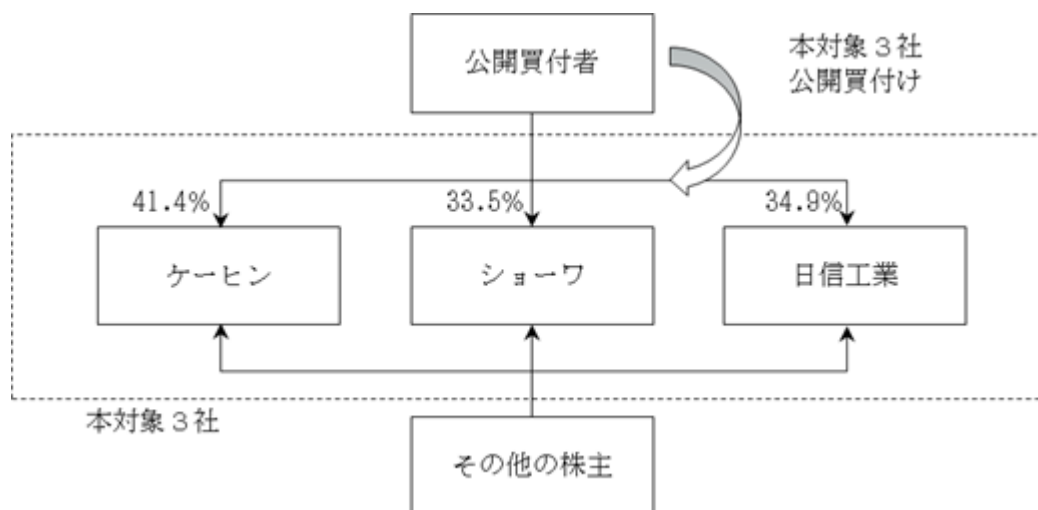 公開買付者
本対象３社
公開買付け
41.4%
33.5%
34.9%
ケーヒン
ショーワ
日信工業
本対象３社
その他の株主